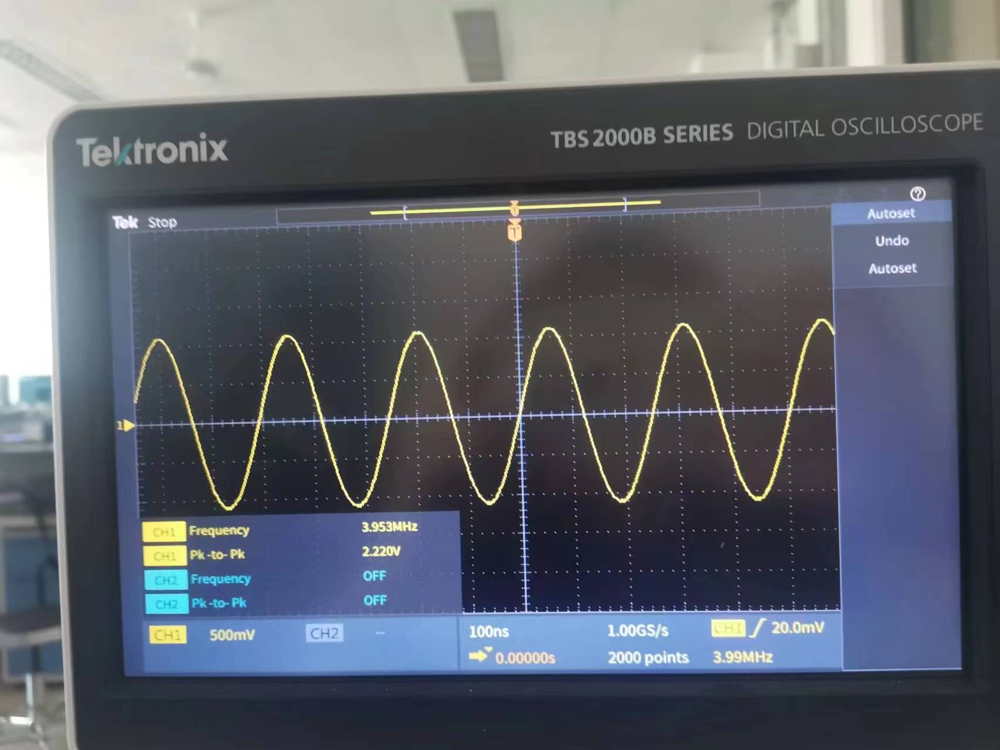 Tektronix
TBS 2000B SERIES DIGITAL OSCILLOSCOPE
Tek Stop
T
Autoset
Undo
Autoset
1
CH1 Frequency 3.953MHz
CH1 Pk-to-Pk 2.220V
CH2 Frequency OFF
CH2 Pk-to-Pk OFF
CH1 500mV CH2 -- 100ns 1.00GS/s CH1 20.0mV
0.00000s 2000 points 3.99MHz